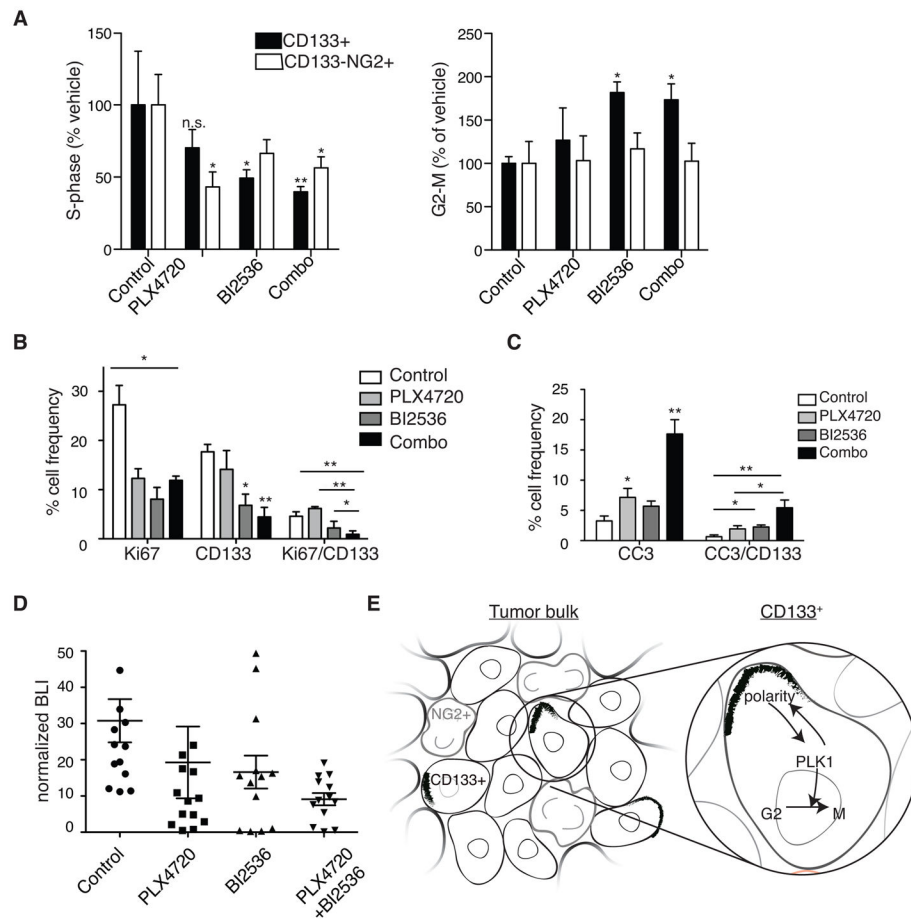 A
S-phase (% vehicle)
150
100
50
0
CD133+
CD133-NG2+
n.s.
*
*
**
*
Control
PLX4720
BI2536
Combo
G2-M (% of vehicle)
250
200
150
100
50
0
*
*
Control
PLX4720
BI2536
Combo
B
% cell frequency
30
20
10
0
*
*
**
**
**
*
Control
PLX4720
BI2536
Combo
Ki67
CD133
Ki67/CD133
C
% cell frequency
25
20
15
10
5
0
*
**
**
*
*
Control
PLX4720
BI2536
Combo
CC3
CC3/CD133
D
normalized BLI
50
40
30
20
10
0
Control
PLX4720
BI2536
PLX4720
+BI2536
E
Tumor bulk
CD133+
NG2+
CD133+
polarity
PLK1
G2
M